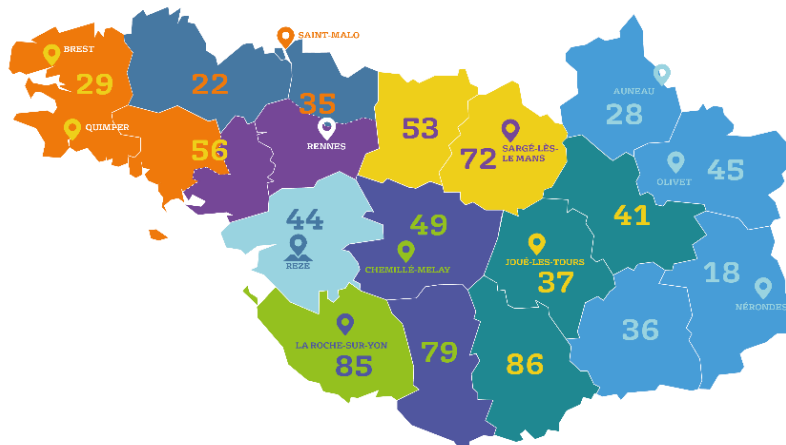 SAINT-MALO
BREST
29
22
35
AUNEAU
28
QUIMPER
56
RENNES
53
72
SARGÉ-LÈS-
LE MANS
45
OLIVET
44
49
41
REZÉ
CHEMILLÉ-MELAY
JOUÉ-LES-TOURS
37
18
NÉRONDES
LA ROCHE-SUR-YON
85
79
86
36